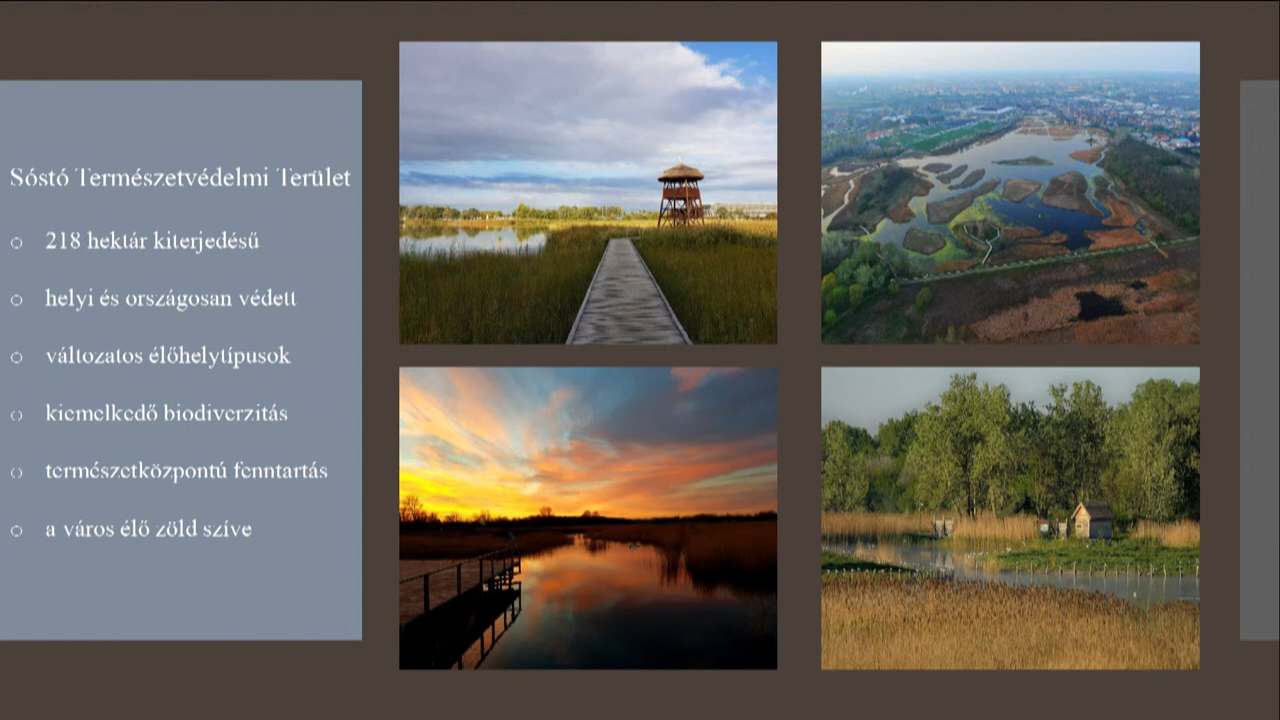 Sóstó Természetvédelmi Terület
218 hektár kiterjedésű
helyi és országosan védett
változatos élőhelytípusok
kiemelkedő biodiverzitás
természetközpontú fenntartás
a város élő zöld szíve